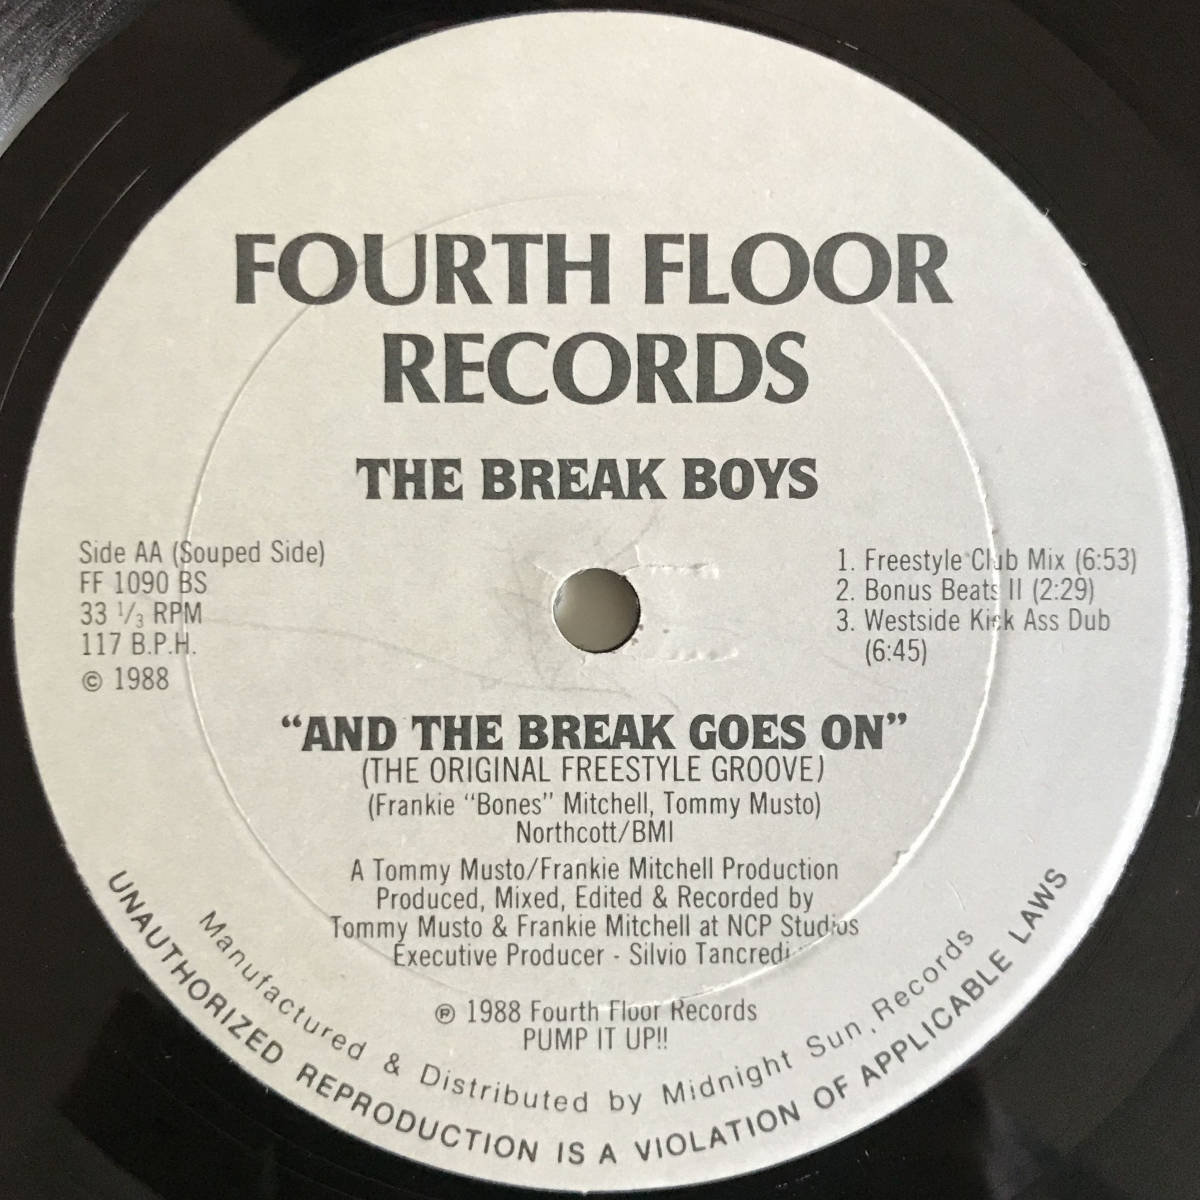 FOURTH FLOOR
RECORDS
THE BREAK BOYS
Side AA (Souped Side)
FF 1090 BS
33 1/3 RPM
117 B.P.H.
© 1988
1. Freestyle Club Mix (6:53)
2. Bonus Beats II (2:29)
3. Westside Kick Ass Dub
(6:45)
"AND THE BREAK GOES ON"
(THE ORIGINAL FREESTYLE GROOVE)
(Frankie "Bones" Mitchell, Tommy Musto)
Northcott/BMI
A Tommy Musto/Frankie Mitchell Production
Produced, Mixed, Edited & Recorded by
Tommy Musto & Frankie Mitchell at NCP Studios
Executive Producer - Silvio Tancredi
℗ 1988 Fourth Floor Records
PUMP IT UP!!
Manufactured & Distributed by Midnight Sun Records
UNAUTHORIZED REPRODUCTION IS A VIOLATION OF APPLICABLE LAWS